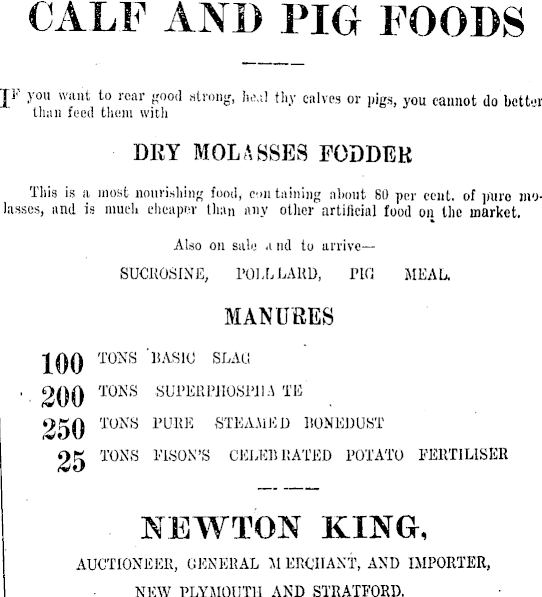 CALF AND PIG FOODS
IF you want to rear good strong, healthy calves or pigs, you cannot do better
than feed them with
DRY MOLASSES FODDER
This is a most nourishing food, containing about 80 per cent. of pure mo-
lasses, and is much cheaper than any other artificial food on the market.
Also on sale and to arrive—
SUCROSINE, POLLLARD, PIG MEAL.
MANURES
100 TONS BASIC SLAG
200 TONS SUPERPHOSPHATE
250 TONS PURE STEAMED BONEDUST
25 TONS FISON'S CELEBRATED POTATO FERTILISER
NEWTON KING,
AUCTIONEER, GENERAL MERCHANT, AND IMPORTER,
NEW PLYMOUTH AND STRATFORD.